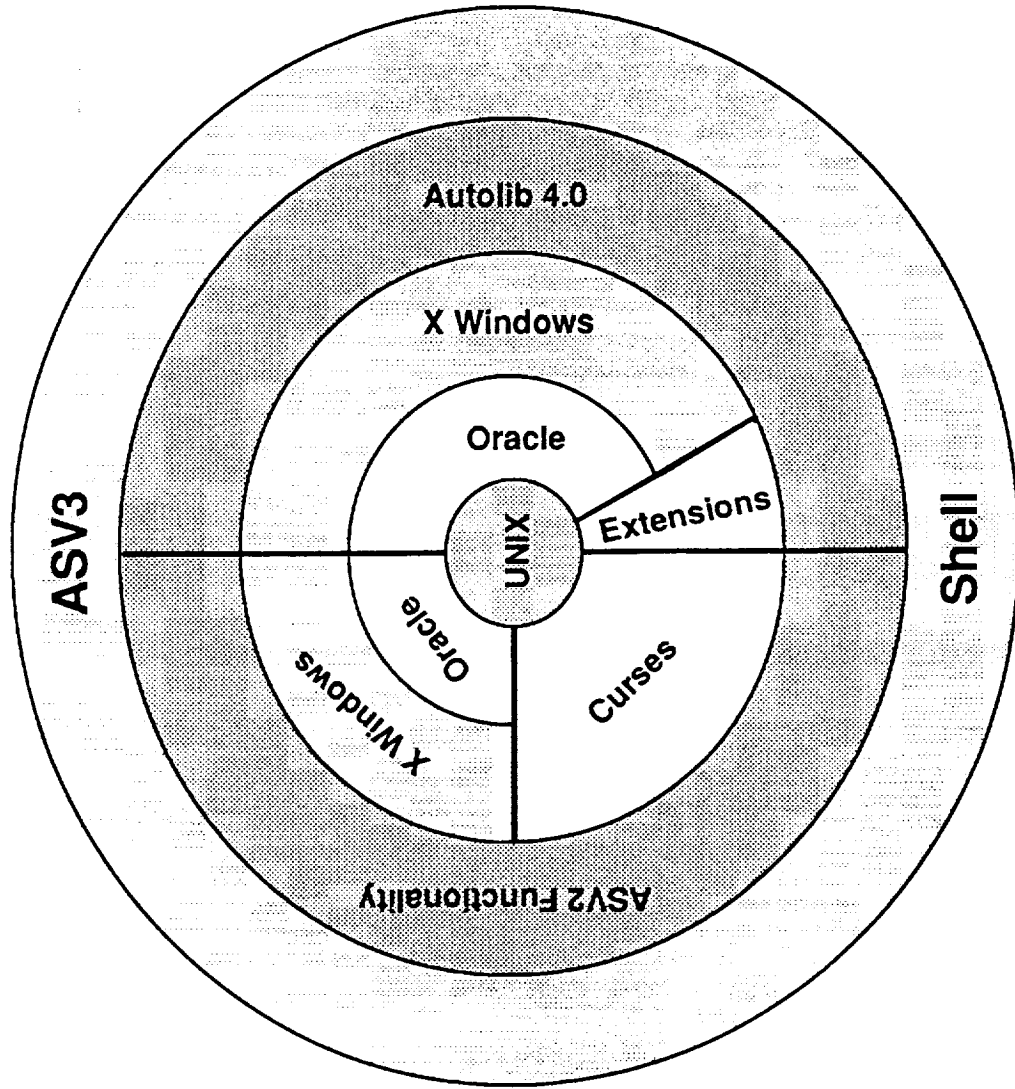 Autolib 4.0
X Windows
Oracle
Extensions
UNIX
ASV3
Shell
Oracle
X Windows
Curses
ASV2 Functionality